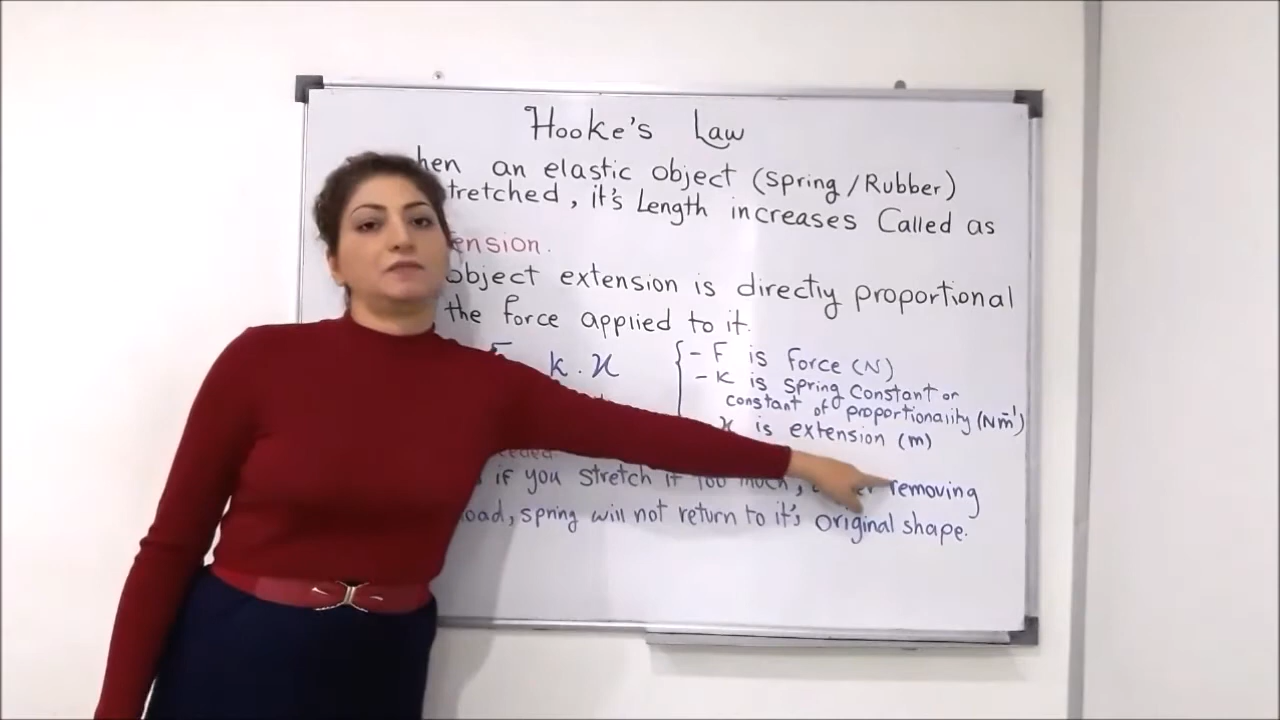 Hooke's Law
hen an elastic object (spring/Rubber)
tretched, it's Length increases Called as
ension.
object extension is directly proportional
the force applied to it.
k . x
- F is force (N)
- K is spring constant or
constant of proportionality (Nm⁻¹)
x is extension (m)
eeded
if you stretch it too much, removing
load, spring will not return to it's original shape.